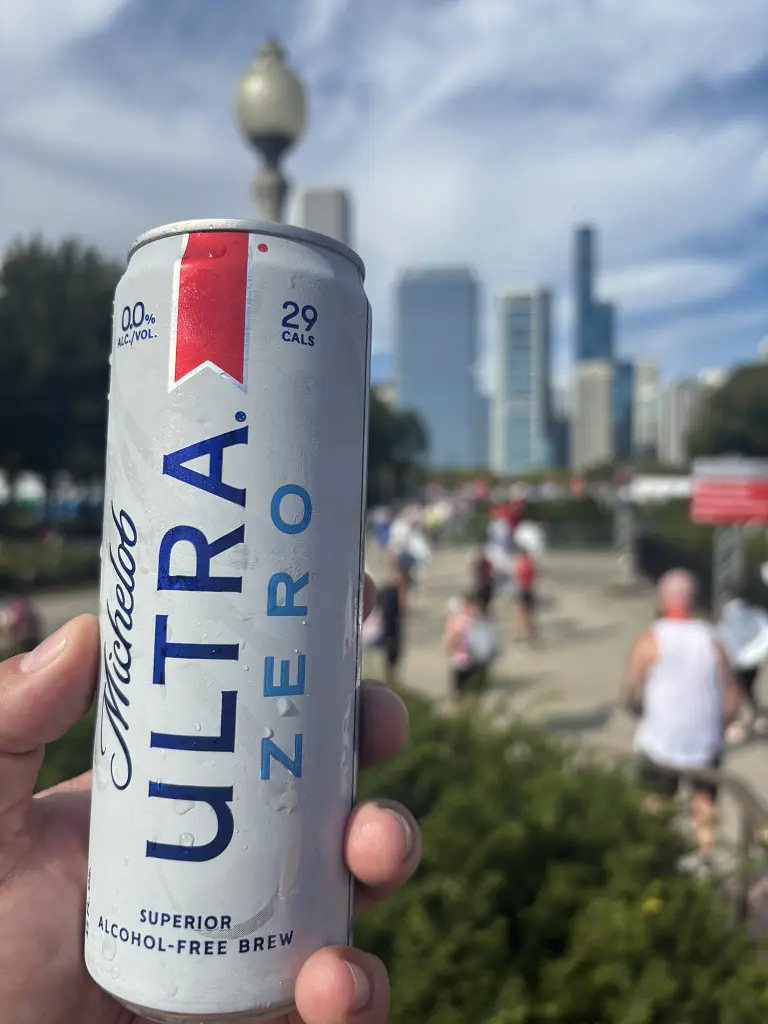 0.0%
ALC./VOL.
29
CALS
Michelob
ULTRA.
ZERO
SUPERIOR
ALCOHOL-FREE BREW